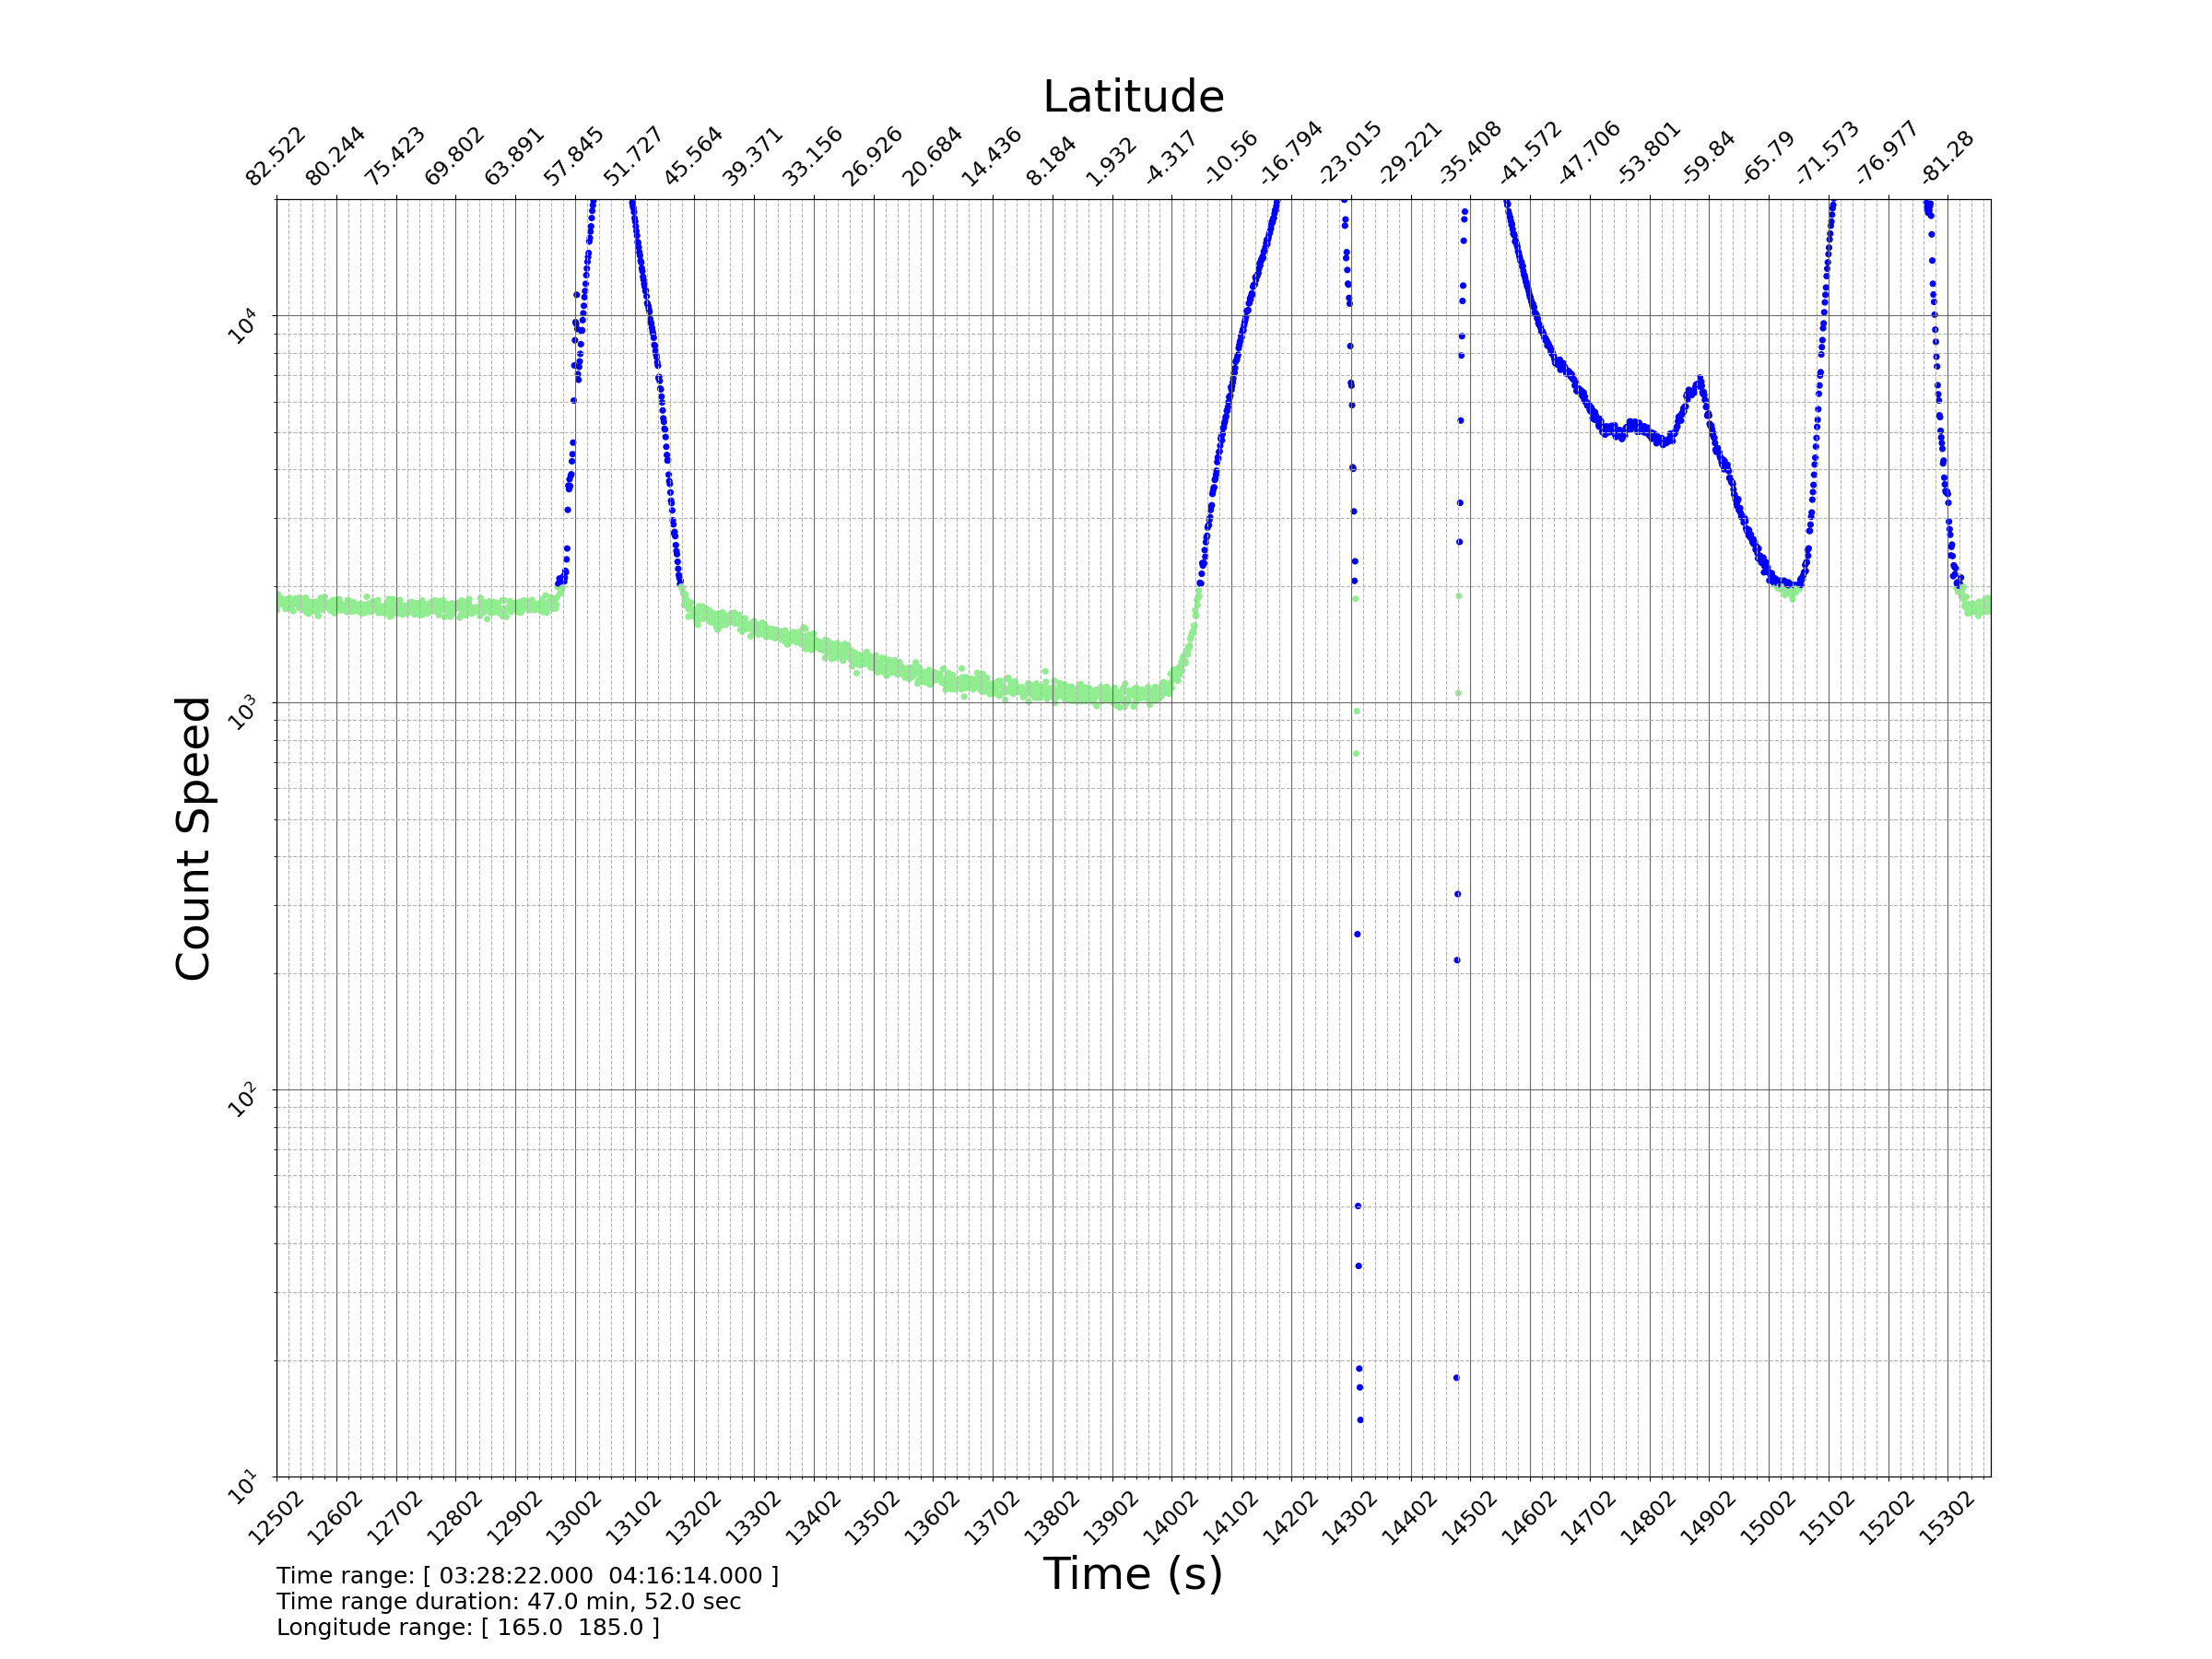 Latitude
82.522 80.244 75.423 69.802 63.891 57.845 51.727 45.564 39.371 33.156 26.926 20.684 14.436 8.184 1.932 -4.317 -10.56 -16.794 -23.015 -29.221 -35.408 -41.572 -47.706 -53.801 -59.84 -65.79 -71.573 -76.977 -81.28
10⁴
10³
Count Speed
10²
10¹
12502 12602 12702 12802 12902 13002 13102 13202 13302 13402 13502 13602 13702 13802 13902 14002 14102 14202 14302 14402 14502 14602 14702 14802 14902 15002 15102 15202 15302
Time (s)
Time range: [ 03:28:22.000  04:16:14.000 ]
Time range duration: 47.0 min, 52.0 sec
Longitude range: [ 165.0  185.0 ]